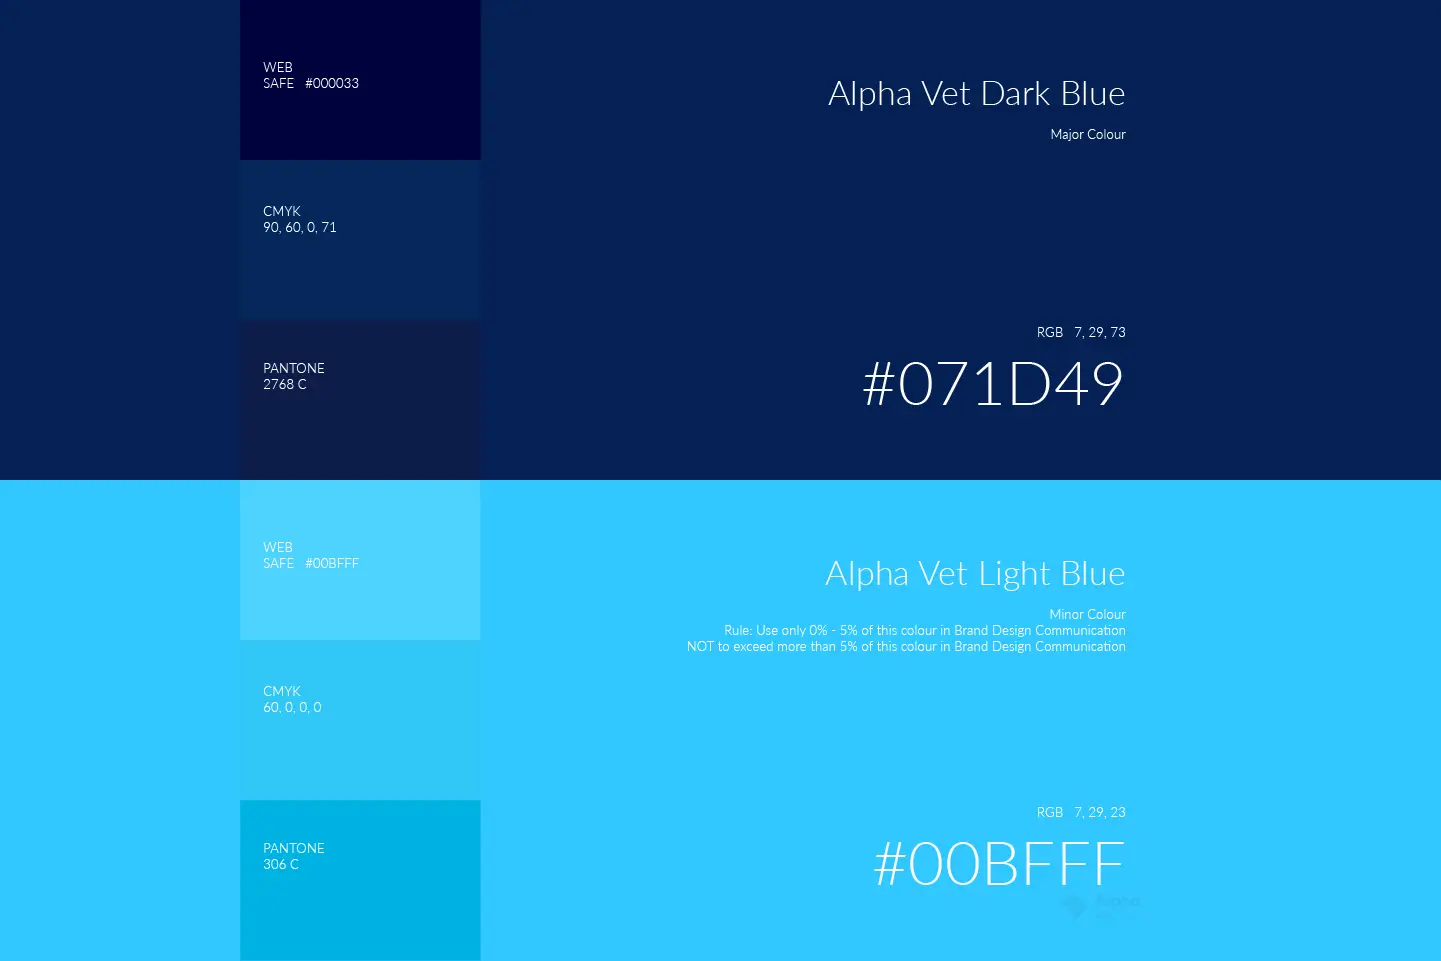 WEB
SAFE #000033
Alpha Vet Dark Blue
Major Colour
CMYK
90, 60, 0, 71
RGB 7, 29, 73
#071D49
PANTONE
2768 C
WEB
SAFE #00BFFF
Alpha Vet Light Blue
Minor Colour
Rule: Use only 0% - 5% of this colour in Brand Design Communication
NOT to exceed more than 5% of this colour in Brand Design Communication
CMYK
60, 0, 0, 0
RGB 7, 29, 23
#00BFFF
PANTONE
306 C